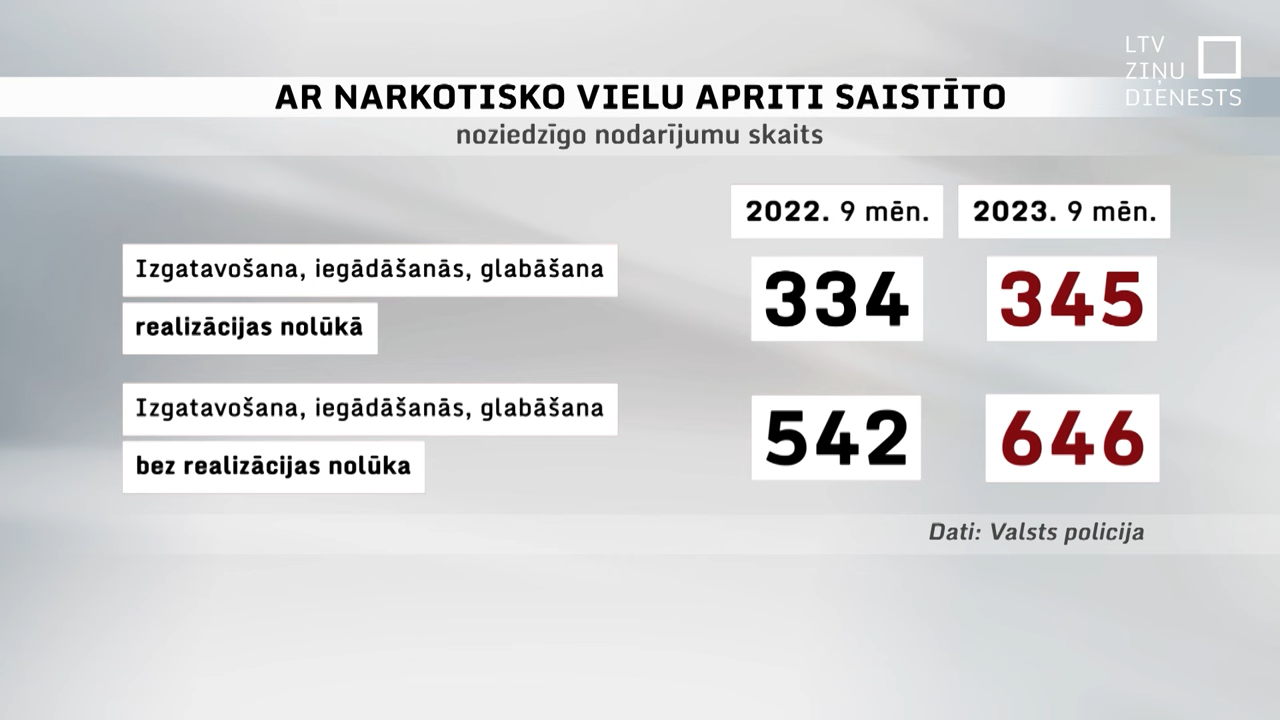 LTV
ZIŅU
DIENESTS
AR NARKOTISKO VIELU APRITI SAISTĪTO
noziedzīgo nodarījumu skaits
2022. 9 mēn. 2023. 9 mēn.
Izgatavošana, iegādāšanās, glabāšana
realizācijas nolūkā
334 345
Izgatavošana, iegādāšanās, glabāšana
bez realizācijas nolūka
542 646
Dati: Valsts policija